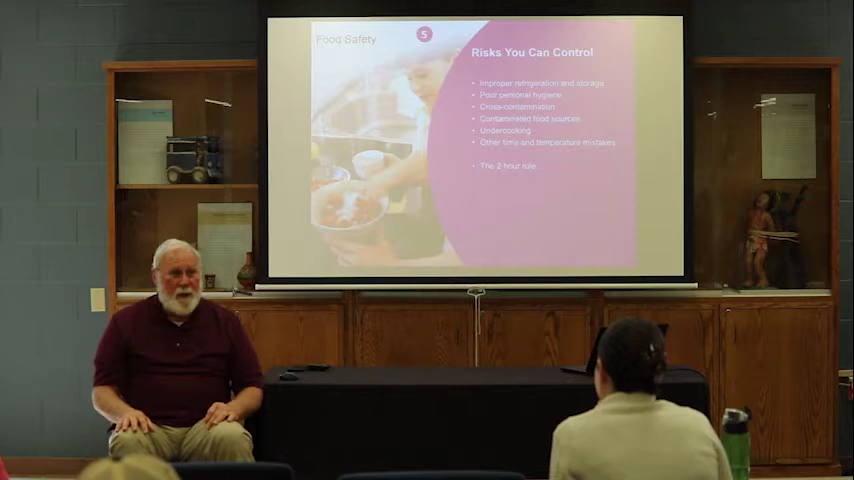 Food Safety
5
Risks You Can Control
• Improper refrigeration and storage
• Poor personal hygiene
• Cross-contamination
• Contaminated food sources
• Undercooking
• Other time and temperature mistakes
• The 2-hour rule...